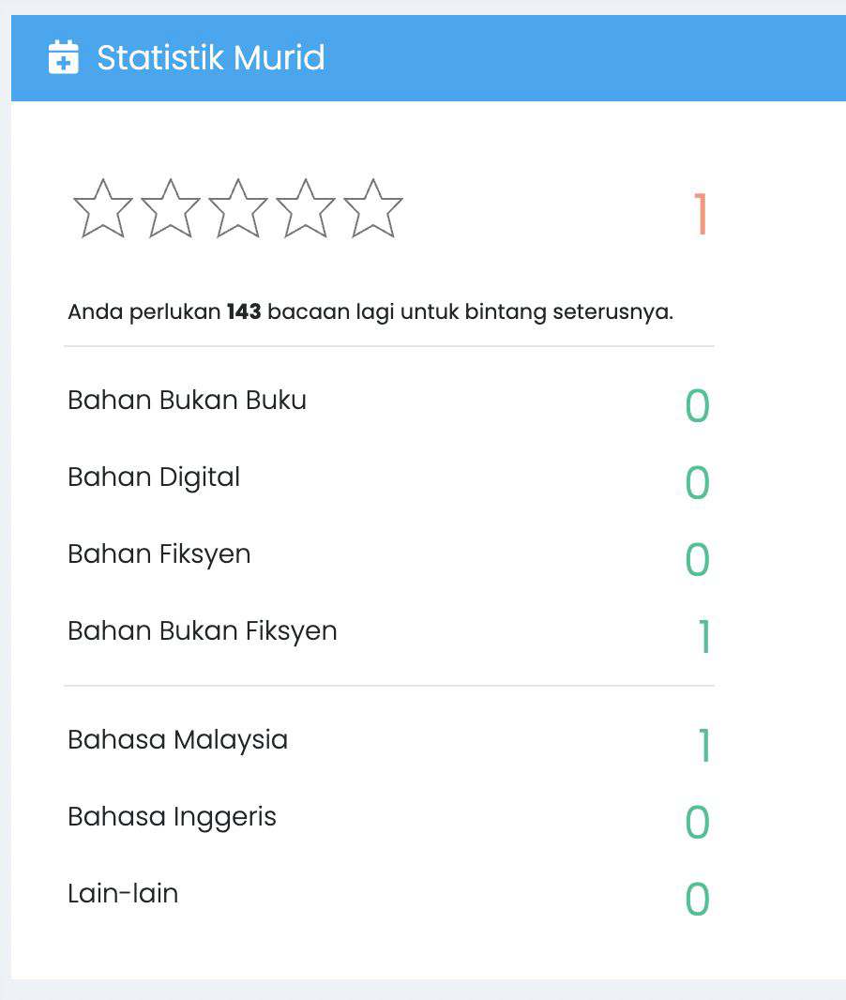 Statistik Murid
1
Anda perlukan 143 bacaan lagi untuk bintang seterusnya.
Bahan Bukan Buku 0
Bahan Digital 0
Bahan Fiksyen 0
Bahan Bukan Fiksyen 1
Bahasa Malaysia 1
Bahasa Inggeris 0
Lain-lain 0